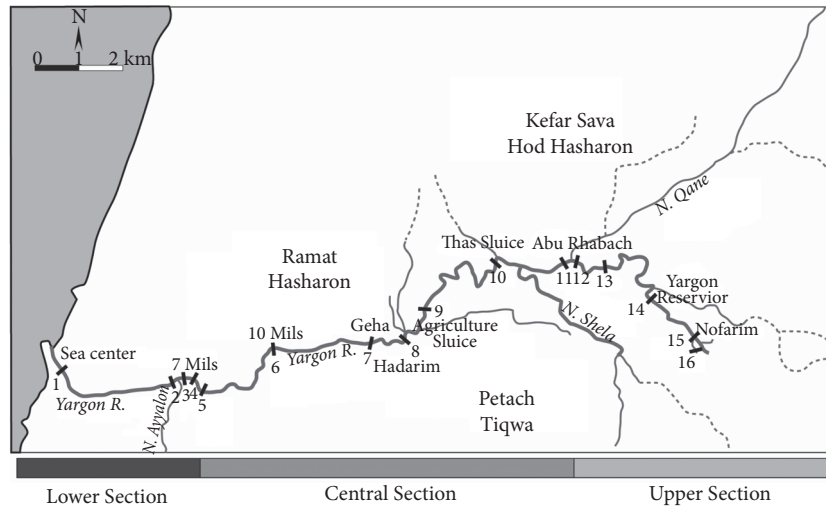 N
0 1 2 km
Kefar Sava
Hod Hasharon
N. Qane
Thas Sluice
Abu Rhabach
Ramat
Hasharon
10
11
12
13
Yargon
Reservior
14
9
Agriculture
Sluice
N. Shela
Nofarim
15
16
10 Mils
Geha
Yargon R.
6
7
8
Hadarim
Sea center
1
7 Mils
2
3
4
5
Yargon R.
N. Ayyalon
Petach
Tiqwa
Lower Section
Central Section
Upper Section